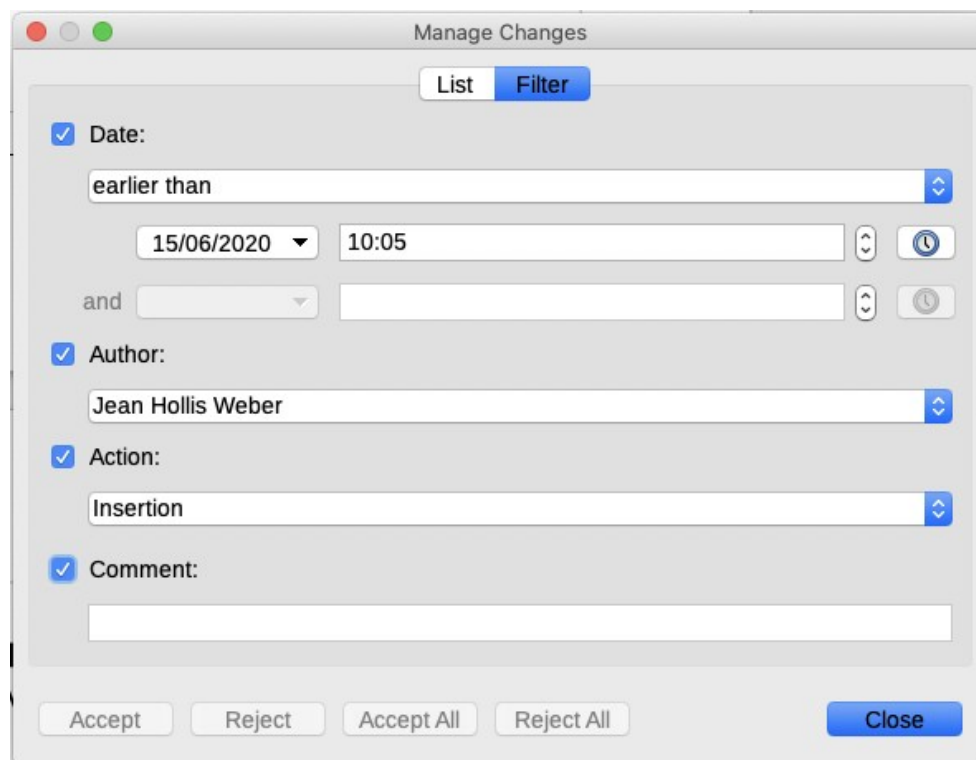 Manage Changes
List Filter
Date:
earlier than
15/06/2020 10:05
and
Author:
Jean Hollis Weber
Action:
Insertion
Comment:
Accept Reject Accept All Reject All Close